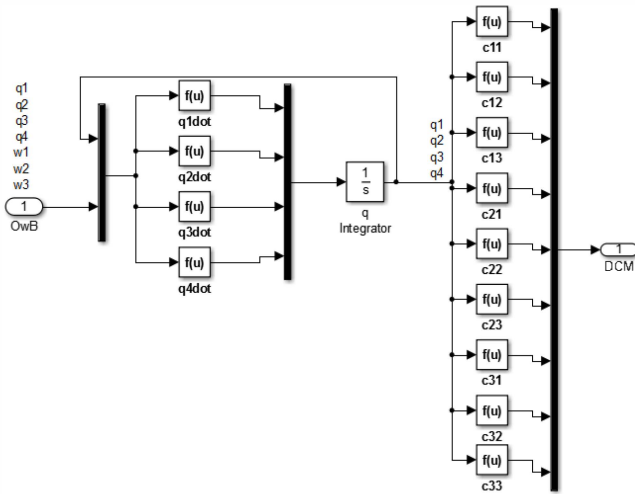 q1
q2
q3
q4
w1
w2
w3
1
OwB
f(u)
q1dot
f(u)
q2dot
f(u)
q3dot
f(u)
q4dot
1
s
q
Integrator
q1
q2
q3
q4
f(u)
c11
f(u)
c12
f(u)
c13
f(u)
c21
f(u)
c22
f(u)
c23
f(u)
c31
f(u)
c32
f(u)
c33
1
DCM